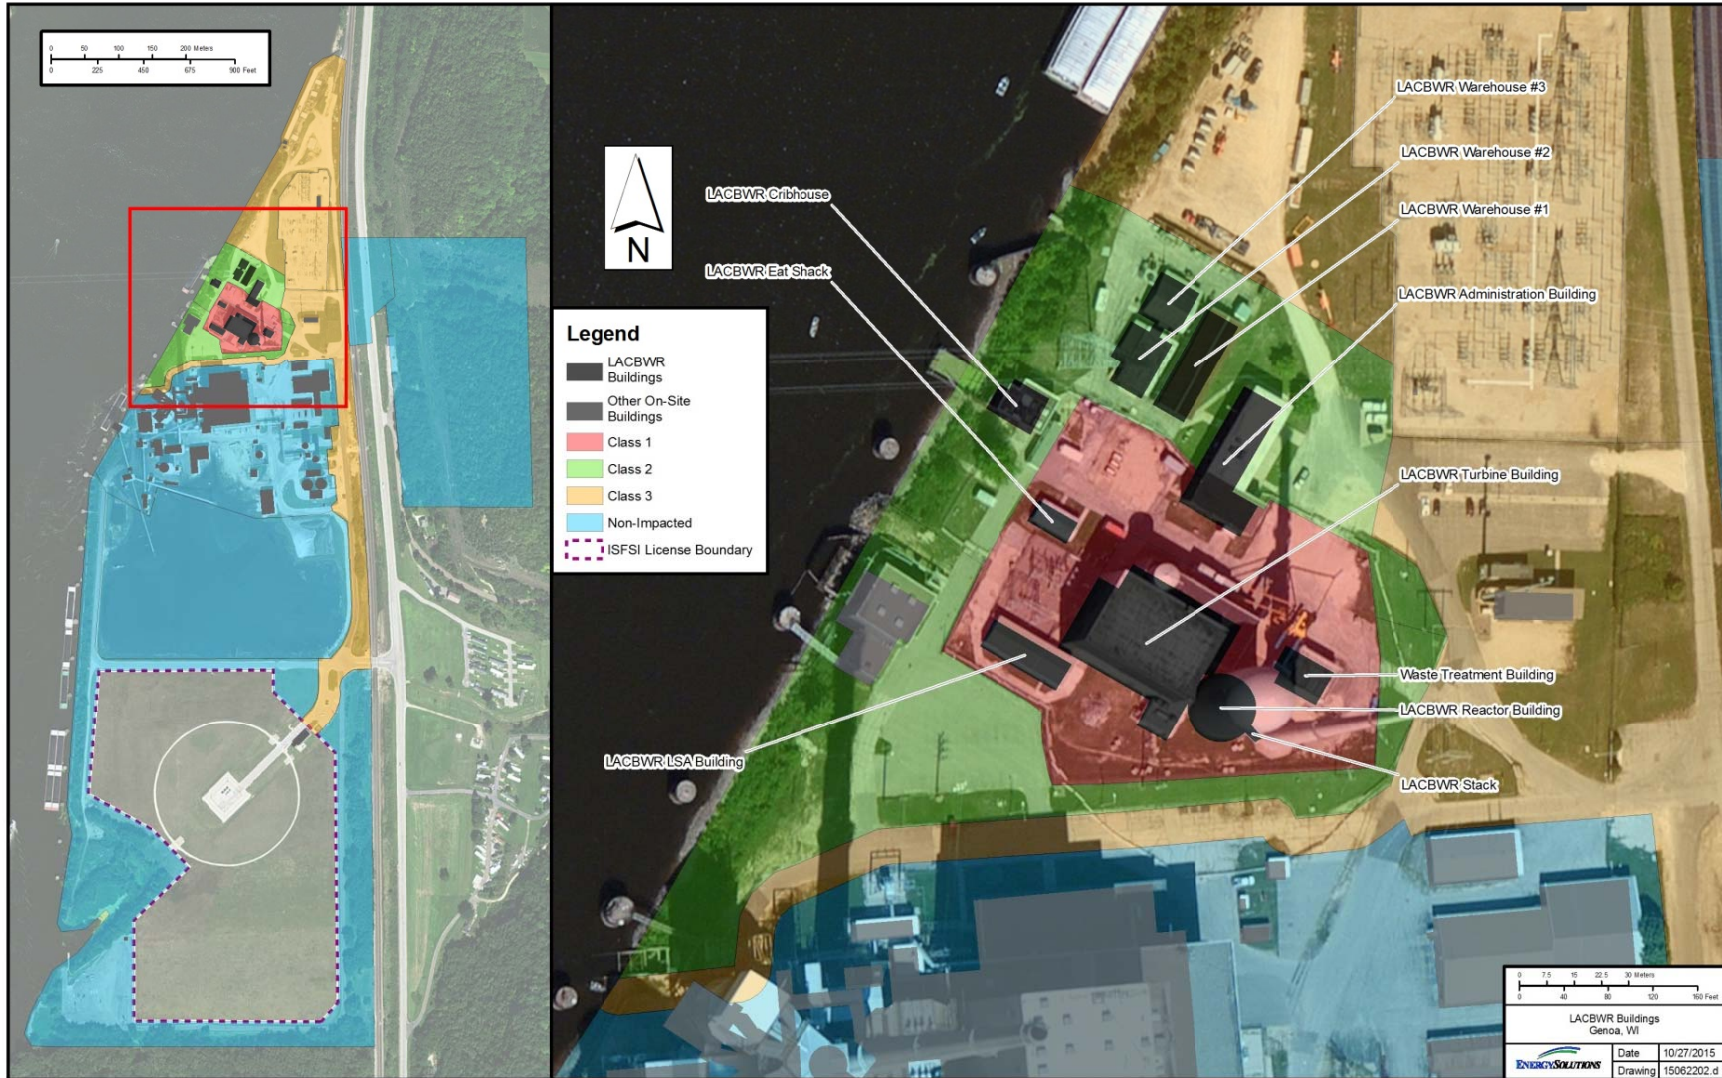 0 50 100 150 200 Meters
0 225 450 675 900 Feet
N
Legend
LACBWR
Buildings
Other On-Site
Buildings
Class 1
Class 2
Class 3
Non-Impacted
ISFSI License Boundary
LACBWR Cribhouse
LACBWR Eat Shack
LACBWR LSA Building
LACBWR Warehouse #3
LACBWR Warehouse #2
LACBWR Warehouse #1
LACBWR Administration Building
LACBWR Turbine Building
Waste Treatment Building
LACBWR Reactor Building
LACBWR Stack
0 7.5 15 22.5 30 Meters
0 40 80 120 160 Feet
LACBWR Buildings
Genoa, WI
ENERGYSOLUTIONS
Date 10/27/2015
Drawing 15062202.d